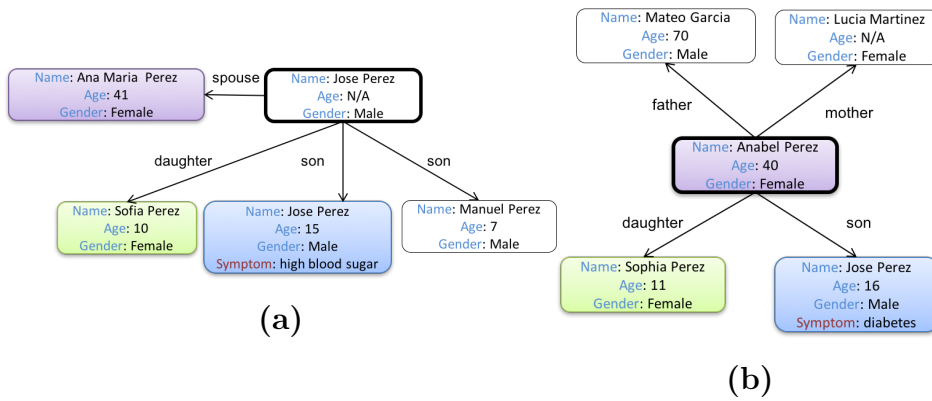 Name: Ana Maria Perez
Age: 41
Gender: Female
spouse
Name: Jose Perez
Age: N/A
Gender: Male
daughter
son
son
Name: Sofia Perez
Age: 10
Gender: Female
Name: Jose Perez
Age: 15
Gender: Male
Symptom: high blood sugar
Name: Manuel Perez
Age: 7
Gender: Male
(a)
Name: Mateo Garcia
Age: 70
Gender: Male
Name: Lucia Martinez
Age: N/A
Gender: Female
father
mother
Name: Anabel Perez
Age: 40
Gender: Female
daughter
son
Name: Sophia Perez
Age: 11
Gender: Female
Name: Jose Perez
Age: 16
Gender: Male
Symptom: diabetes
(b)